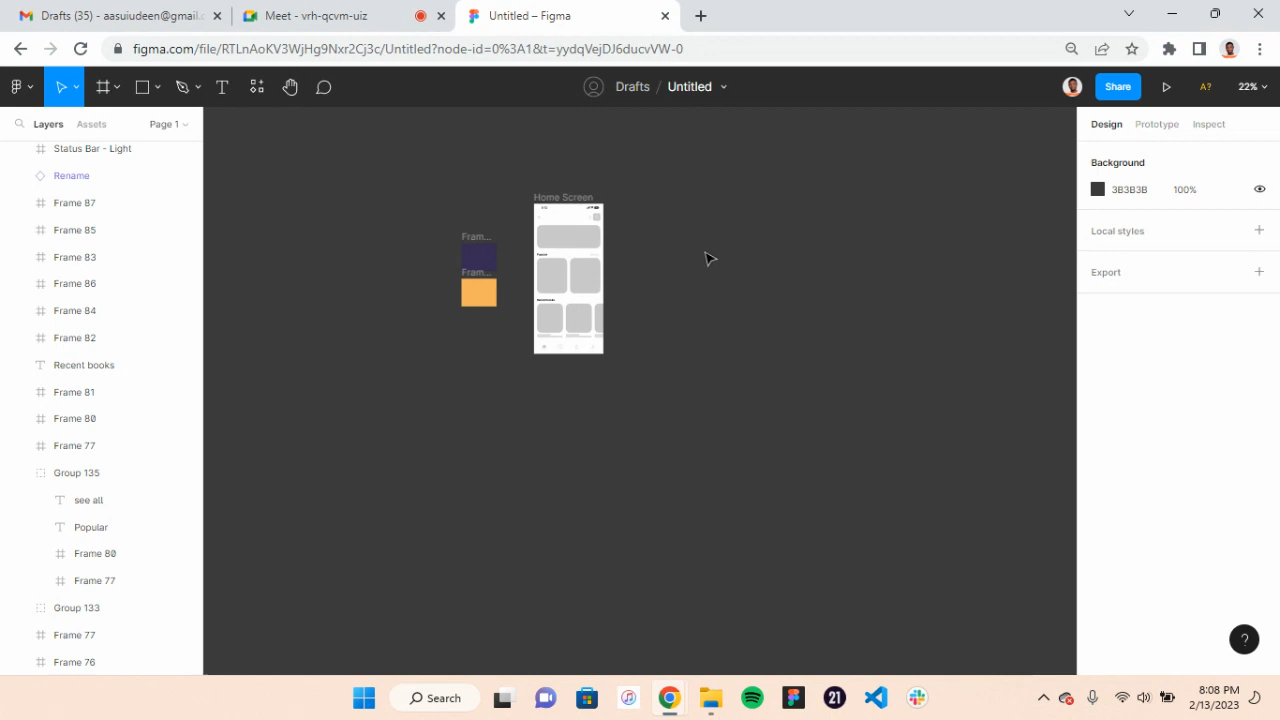 Drafts (35) - aasuiudeen@gmail.c
Meet - vrh-qcvm-uiz
Untitled – Figma
figma.com/file/RTLnAoKV3WjHg9Nxr2Cj3c/Untitled?node-id=0%3A1&t=yydqVejDJ6ducvVW-0
Drafts / Untitled
Share
A?
22%
Layers
Assets
Page 1
Design
Prototype
Inspect
Status Bar - Light
Rename
Frame 87
Frame 85
Frame 83
Frame 86
Frame 84
Frame 82
Recent books
Frame 81
Frame 80
Frame 77
Group 135
see all
Popular
Frame 80
Frame 77
Group 133
Frame 77
Frame 76
Fram...
Fram...
Home Screen
Background
3B3B3B 100%
Local styles
Export
?
Search
21
8:08 PM
2/13/2023